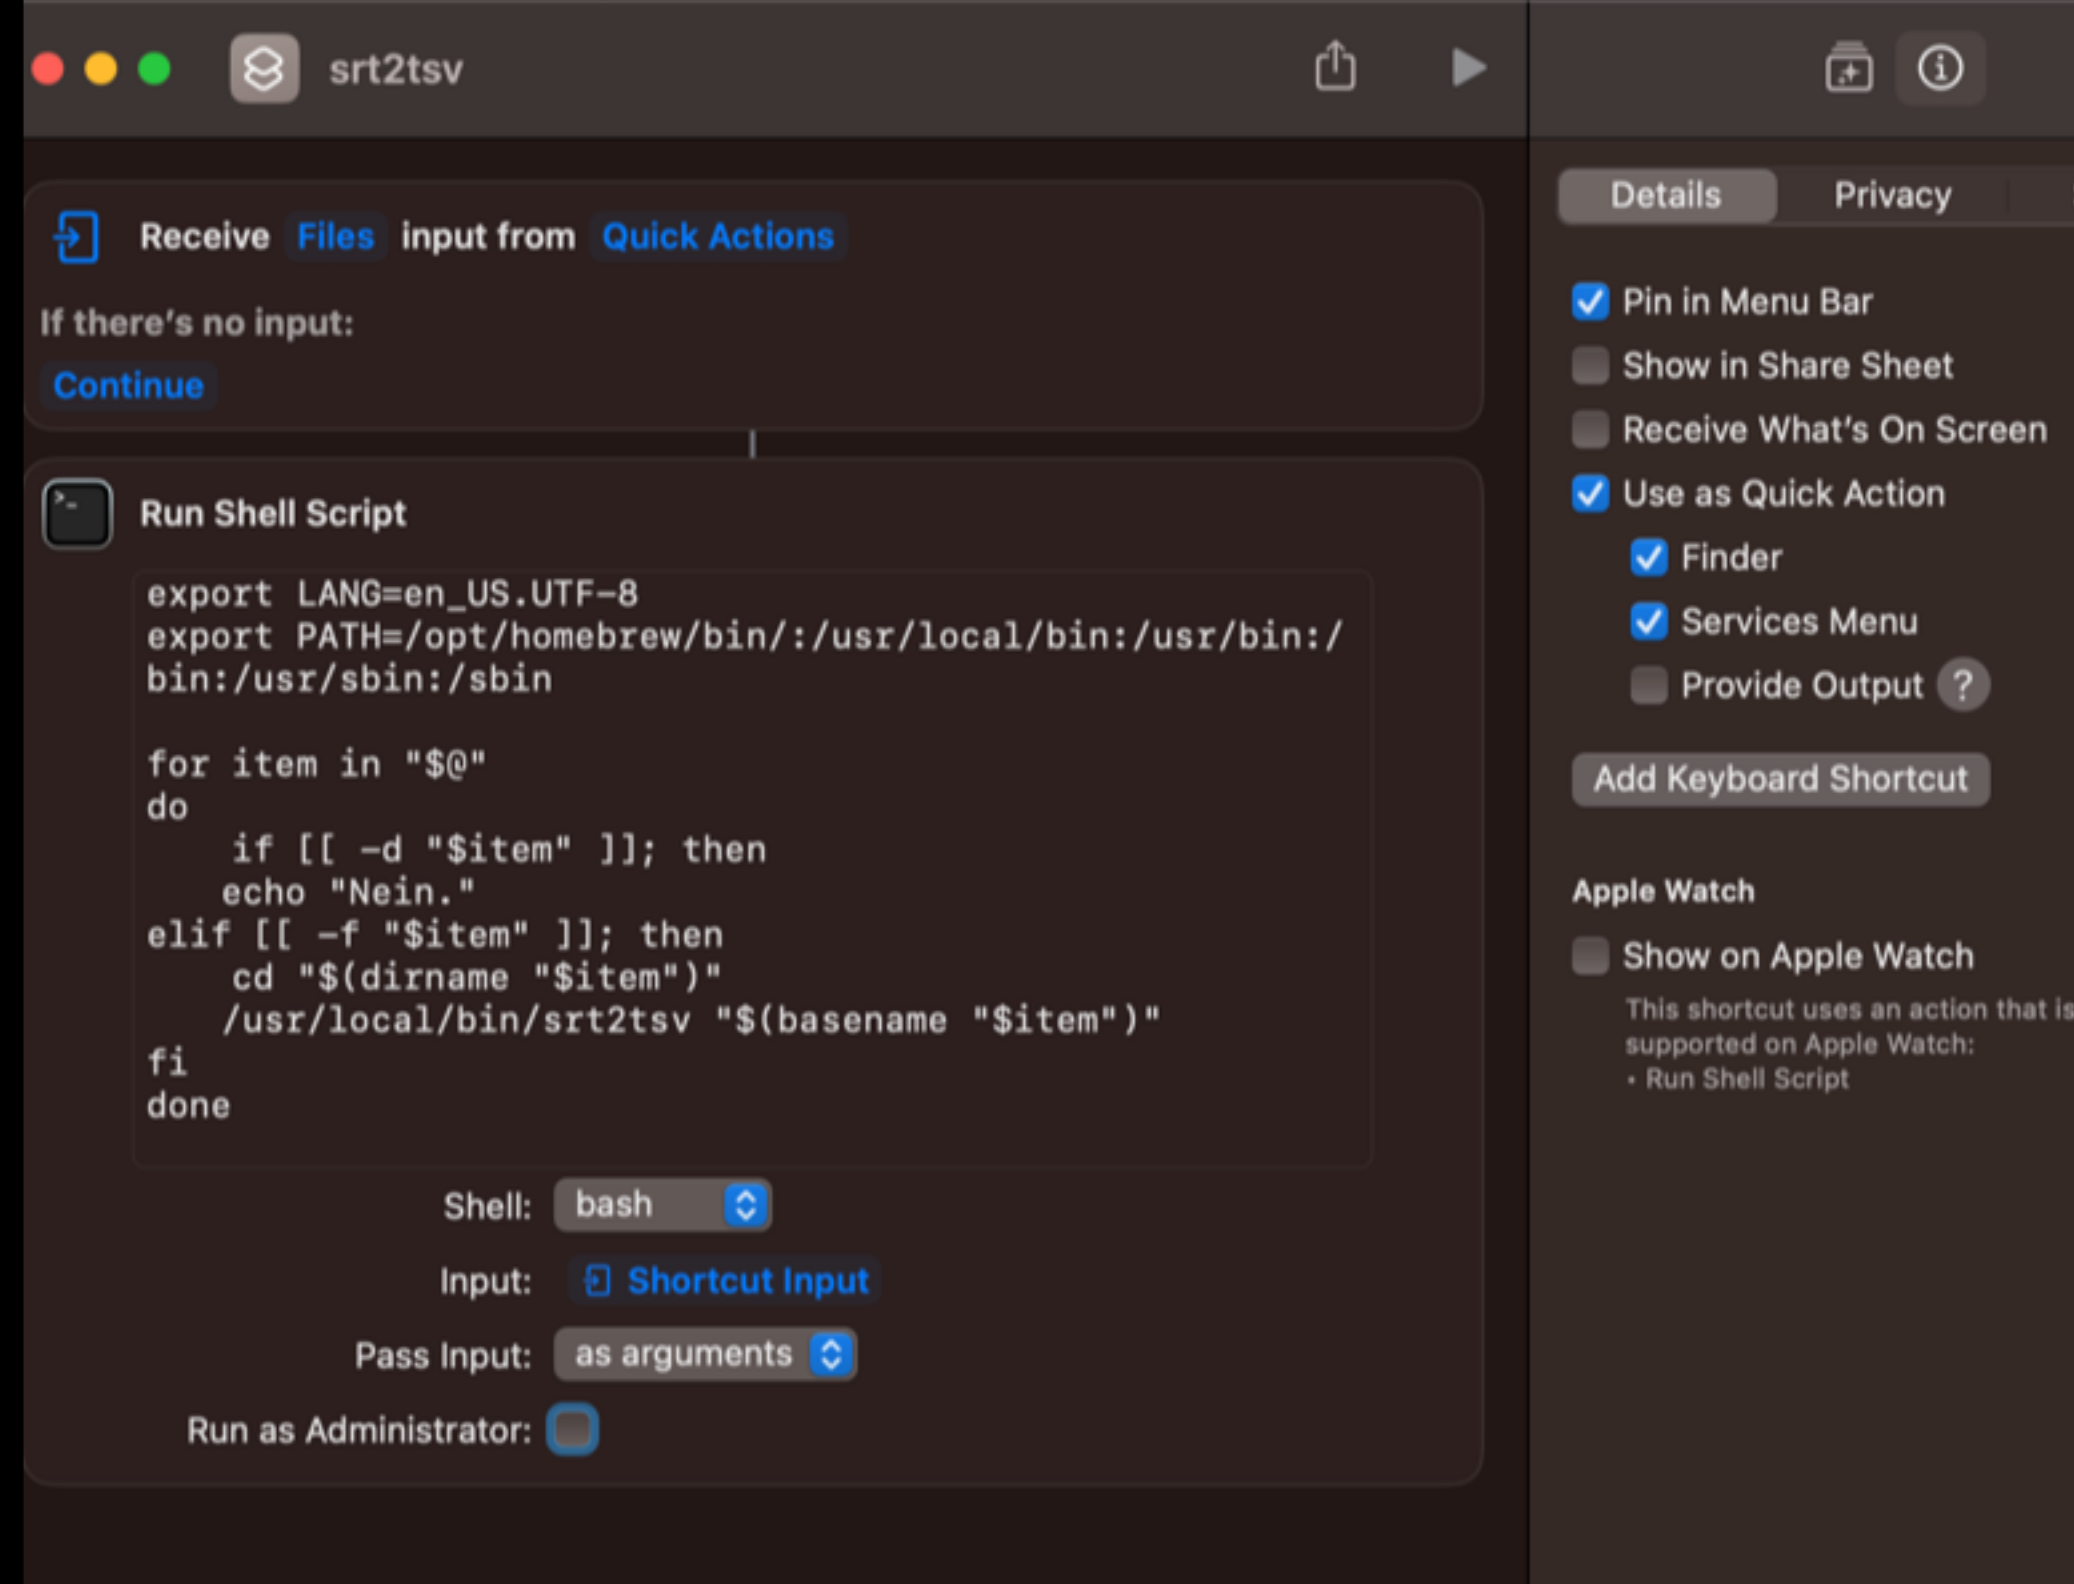 srt2tsv
Receive Files input from Quick Actions
If there's no input:
Continue
Run Shell Script
export LANG=en_US.UTF-8
export PATH=/opt/homebrew/bin/:/usr/local/bin:/usr/bin:/
bin:/usr/sbin:/sbin
for item in "$@"
do
    if [[ -d "$item" ]]; then
    echo "Nein."
elif [[ -f "$item" ]]; then
    cd "$(dirname "$item")"
    /usr/local/bin/srt2tsv "$(basename "$item")"
fi
done
Shell: bash
Input: Shortcut Input
Pass Input: as arguments
Run as Administrator:
Details Privacy
Pin in Menu Bar
Show in Share Sheet
Receive What's On Screen
Use as Quick Action
Finder
Services Menu
Provide Output ?
Add Keyboard Shortcut
Apple Watch
Show on Apple Watch
This shortcut uses an action that is
supported on Apple Watch:
• Run Shell Script